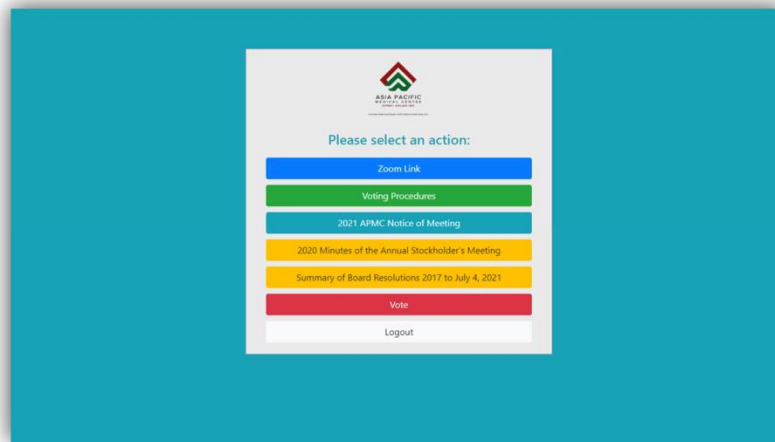 ASIA PACIFIC
MEDICAL CENTER
Please select an action:
Zoom Link
Voting Procedures
2021 APMC Notice of Meeting
2020 Minutes of the Annual Stockholder's Meeting
Summary of Board Resolutions 2017 to July 4, 2021
Vote
Logout